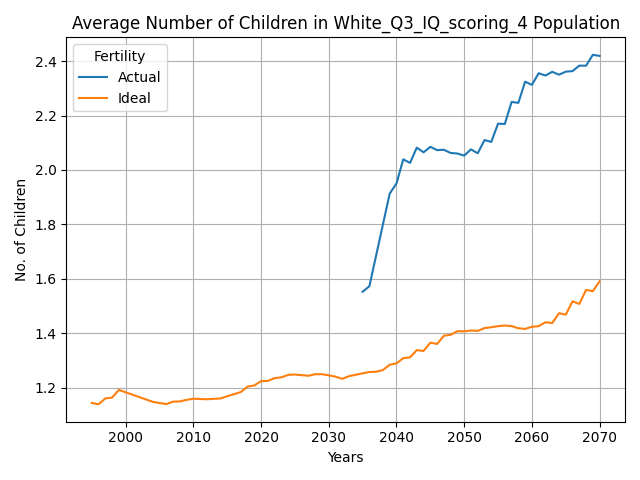 Average Number of Children in White_Q3_IQ_scoring_4 Population
Fertility
Actual
Ideal
No. of Children
2.4
2.2
2.0
1.8
1.6
1.4
1.2
2000 2010 2020 2030 2040 2050 2060 2070
Years